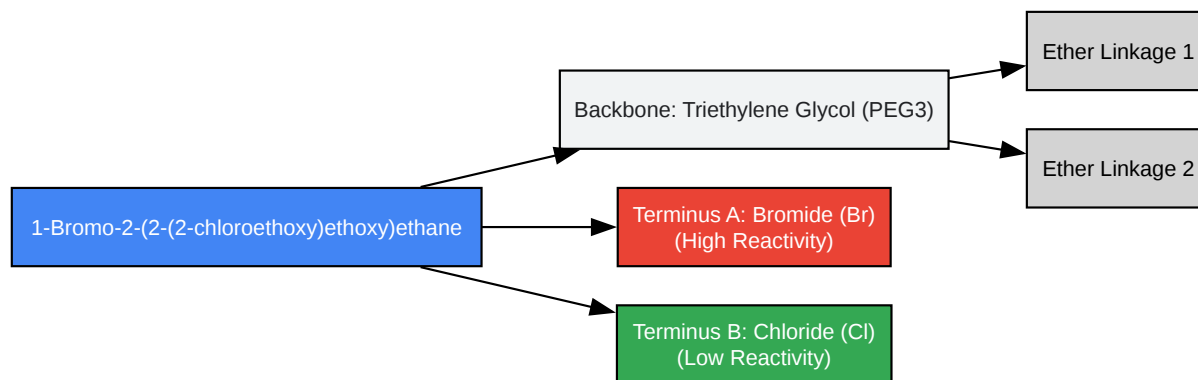 Ether Linkage 1
Backbone: Triethylene Glycol (PEG3)
Ether Linkage 2
1-Bromo-2-(2-(2-chloroethoxy)ethoxy)ethane
Terminus A: Bromide (Br)
(High Reactivity)
Terminus B: Chloride (Cl)
(Low Reactivity)